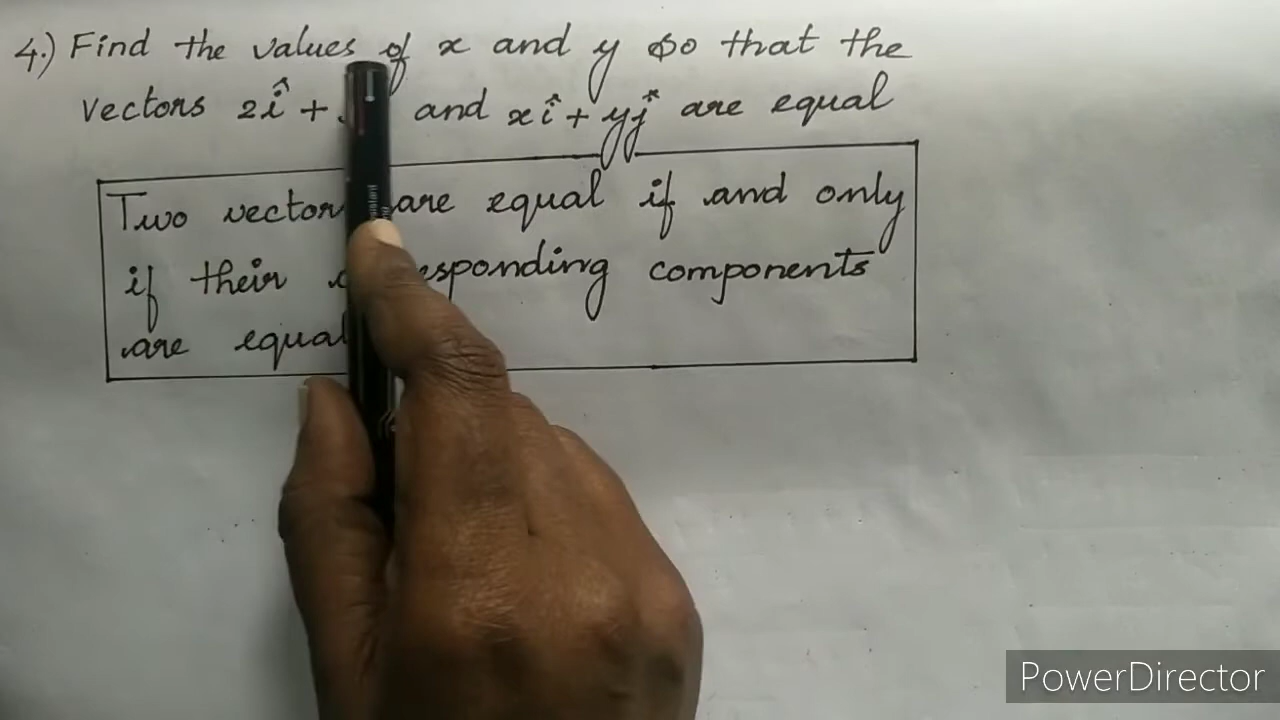 4.) Find the values of x and y so that the
vectors 2î + and xî + yĵ are equal
Two vector are equal if and only
if their components
are equal
PowerDirector